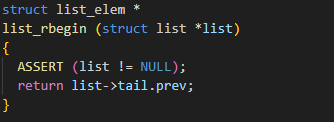 struct list_elem *
list_rbegin (struct list *list)
{
  ASSERT (list != NULL);
  return list->tail.prev;
}